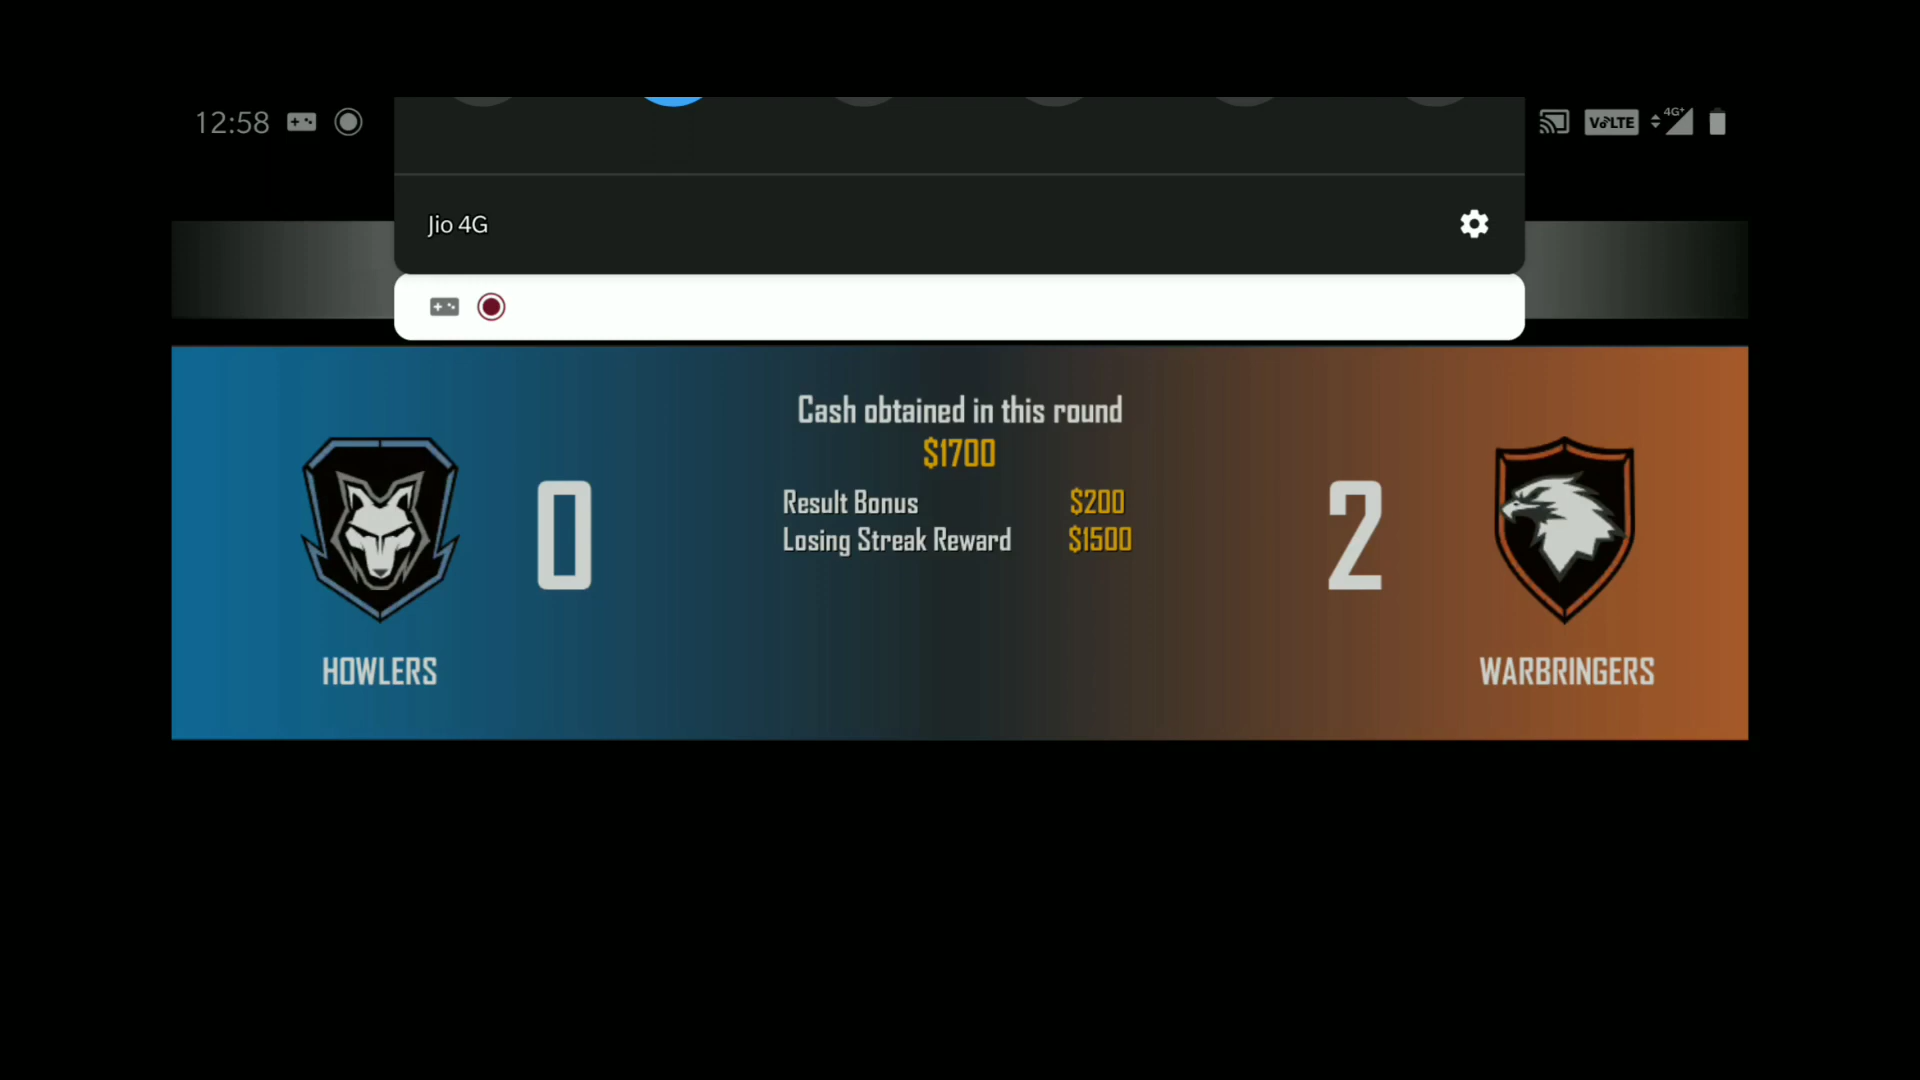 12:58
VoLTE 4G+
Jio 4G
Cash obtained in this round
$1700
Result Bonus $200
Losing Streak Reward $1500
0
2
HOWLERS
WARBRINGERS